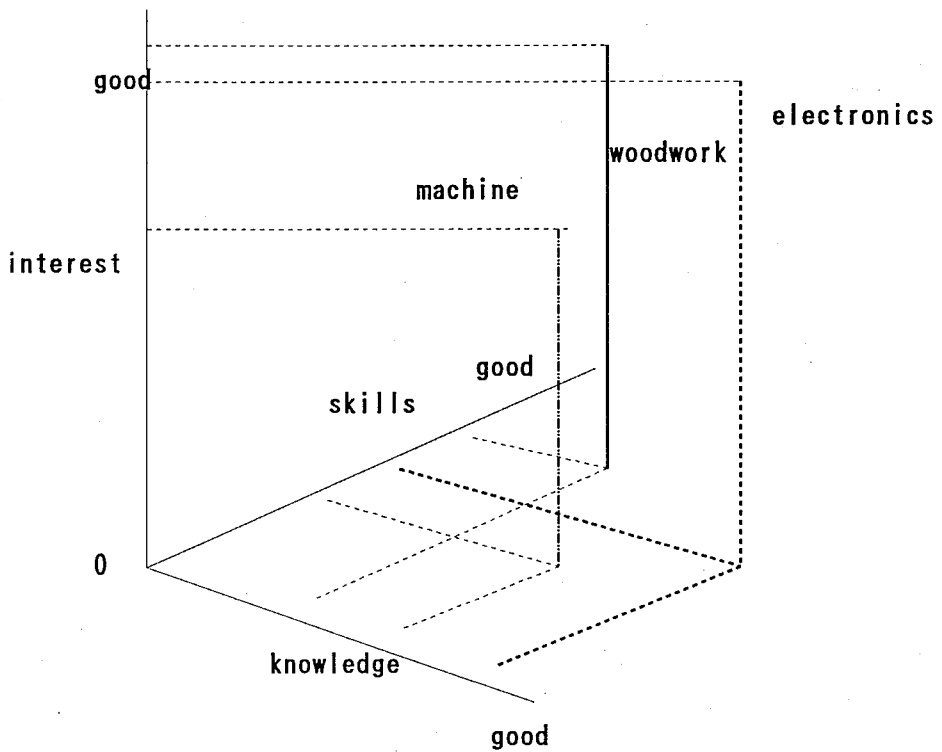 good
electronics
woodwork
machine
interest
good
skills
0
knowledge
good